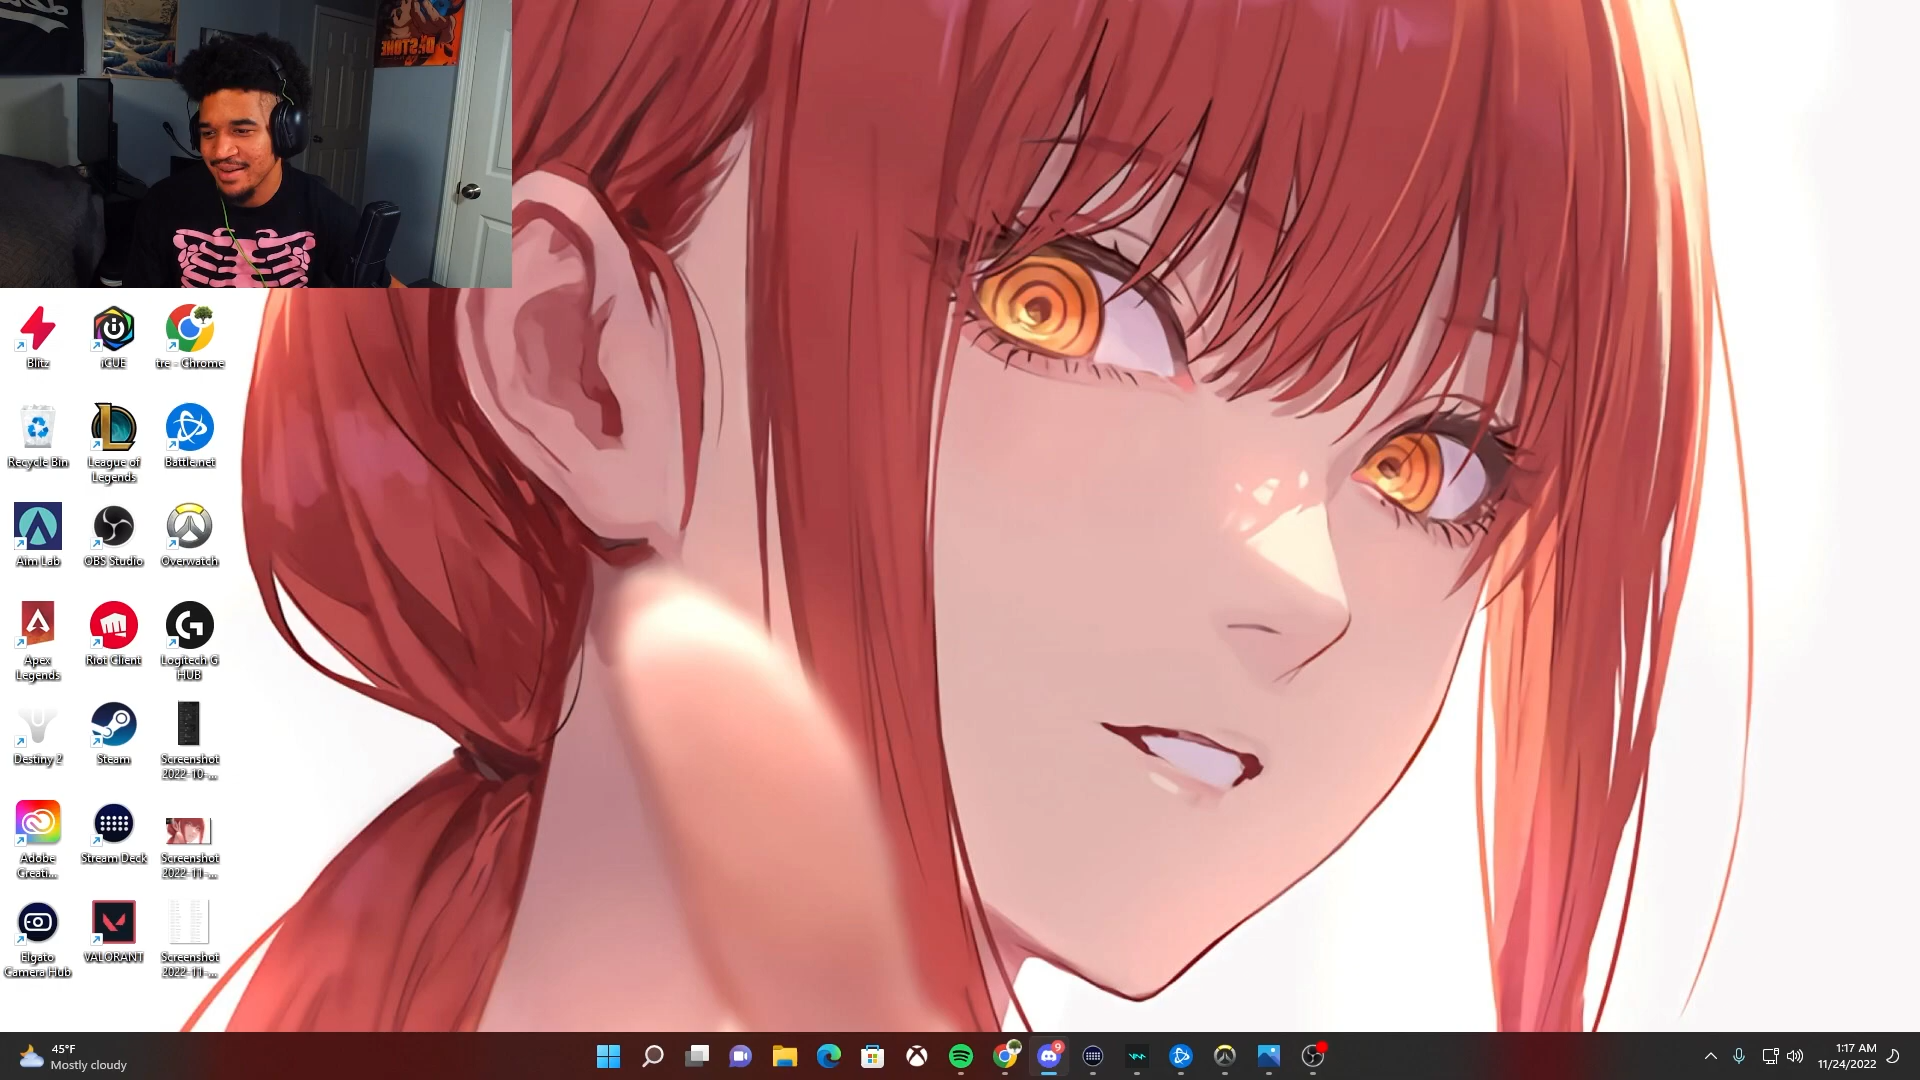 Blitz
iCUE
tre - Chrome
Recycle Bin
League of
Legends
Battle.net
Aim Lab
OBS Studio
Overwatch
Apex
Legends
Riot Client
Logitech G
HUB
Destiny 2
Steam
Screenshot
2022-10-...
Adobe
Creati...
Stream Deck
Screenshot
2022-11-...
Elgato
Camera Hub
VALORANT
Screenshot
2022-11-...
45°F
Mostly cloudy
9
1:17 AM
11/24/2022